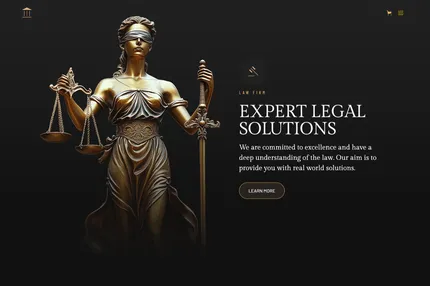 LAW FIRM
EXPERT LEGAL
SOLUTIONS
We are committed to excellence and have a
deep understanding of the law. Our aim is to
provide you with real world solutions.
LEARN MORE